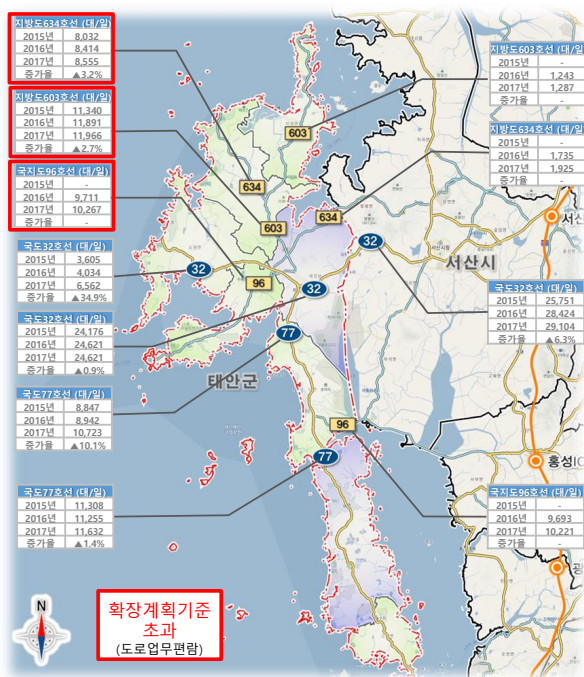 지방도634호선 (대/일)
2015년 8,032
2016년 8,414
2017년 8,555
증가율 ▲3.2%
지방도603호선 (대/일)
2015년 11,340
2016년 11,891
2017년 11,966
증가율 ▲2.7%
국지도96호선 (대/일)
2015년 -
2016년 9,711
2017년 10,267
증가율 -
국도32호선 (대/일)
2015년 3,605
2016년 4,034
2017년 6,562
증가율 ▲34.9%
국도32호선 (대/일)
2015년 24,176
2016년 24,621
2017년 24,621
증가율 ▲0.9%
국도77호선 (대/일)
2015년 8,847
2016년 8,942
2017년 10,723
증가율 ▲10.1%
국도77호선 (대/일)
2015년 11,308
2016년 11,255
2017년 11,632
증가율 ▲1.4%
지방도603호선 (대/일)
2015년 -
2016년 1,243
2017년 1,287
증가율 -
지방도634호선 (대/일)
2015년 -
2016년 1,735
2017년 1,925
증가율 -
국도32호선 (대/일)
2015년 25,751
2016년 28,424
2017년 29,104
증가율 ▲6.3%
국지도96호선 (대/일)
2015년 -
2016년 9,693
2017년 10,221
증가율 -
603
634
634
603
32
32
96
32
77
96
77
서산시
태안군
서산
홍성IC
광
N
확장계획기준
초과
(도로업무편람)